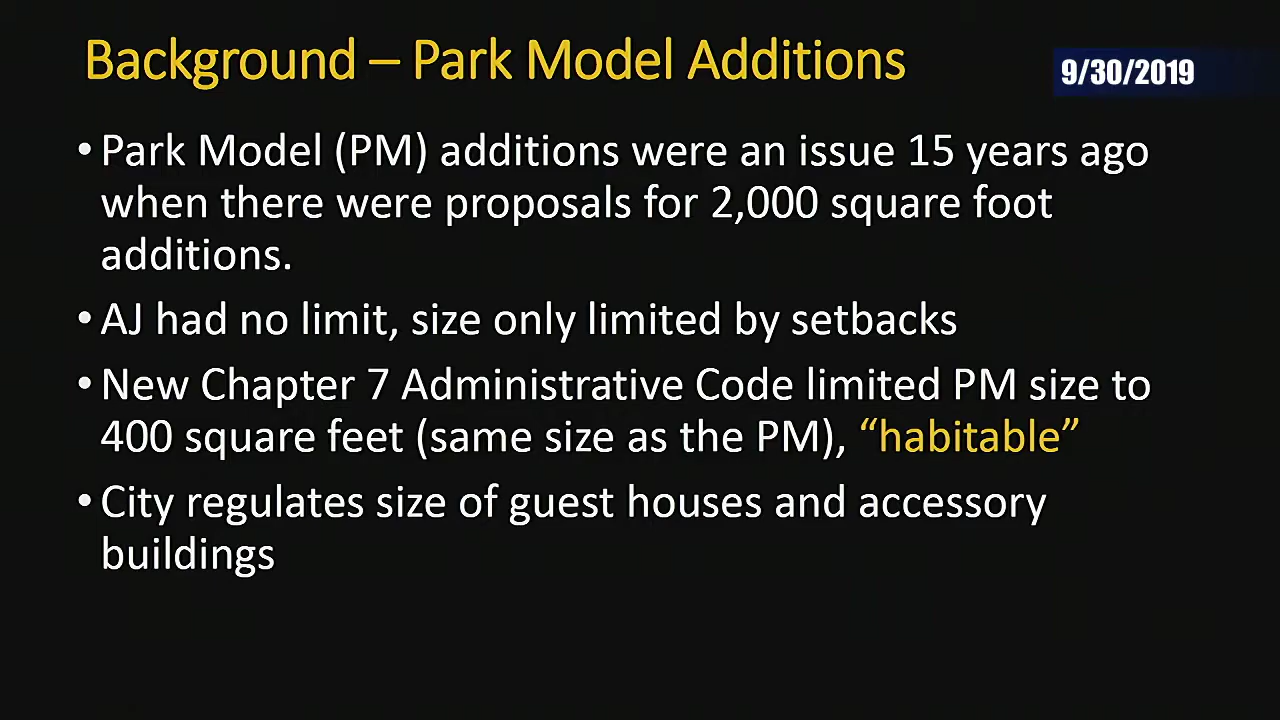 Background – Park Model Additions
9/30/2019
• Park Model (PM) additions were an issue 15 years ago
when there were proposals for 2,000 square foot
additions.
• AJ had no limit, size only limited by setbacks
• New Chapter 7 Administrative Code limited PM size to
400 square feet (same size as the PM), “habitable”
• City regulates size of guest houses and accessory
buildings